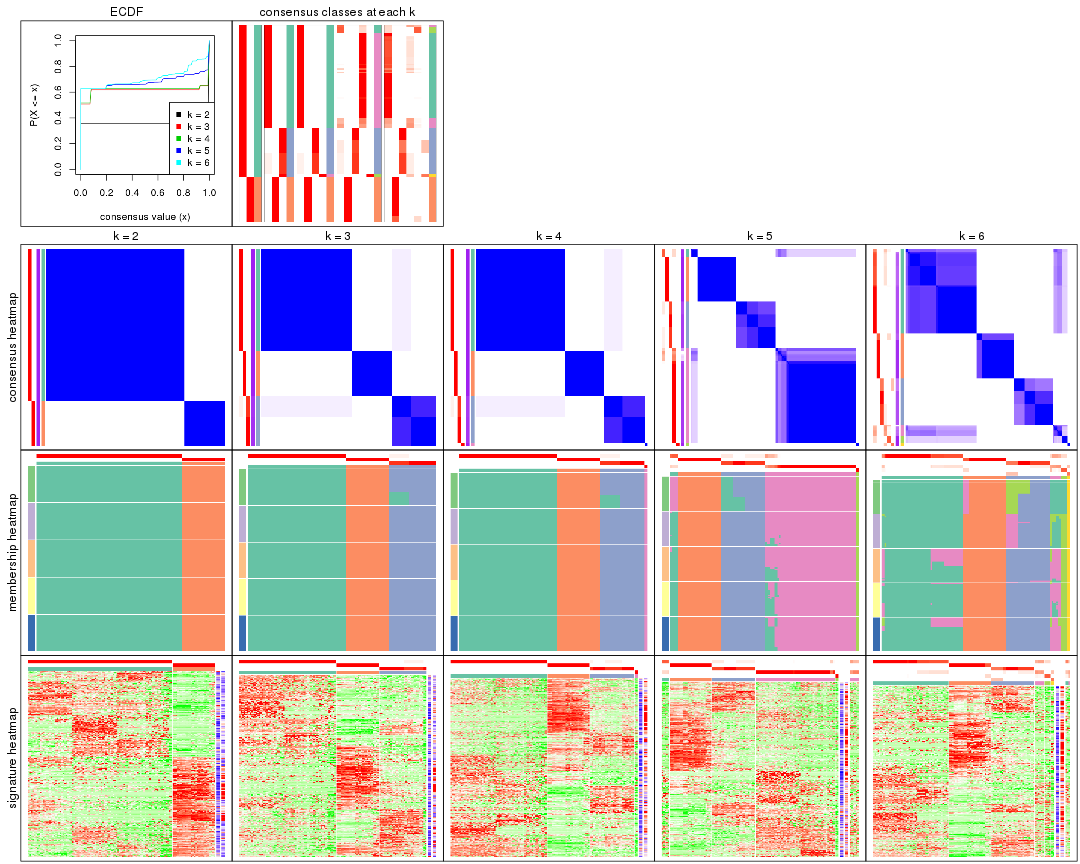 ECDF
consensus classes at each k
P(X <= x)
1.0
0.8
0.6
0.4
0.2
0.0
k = 2
k = 3
k = 4
k = 5
k = 6
0.0 0.2 0.4 0.6 0.8 1.0
consensus value (x)
k = 2 k = 3 k = 4 k = 5 k = 6
consensus heatmap
membership heatmap
signature heatmap